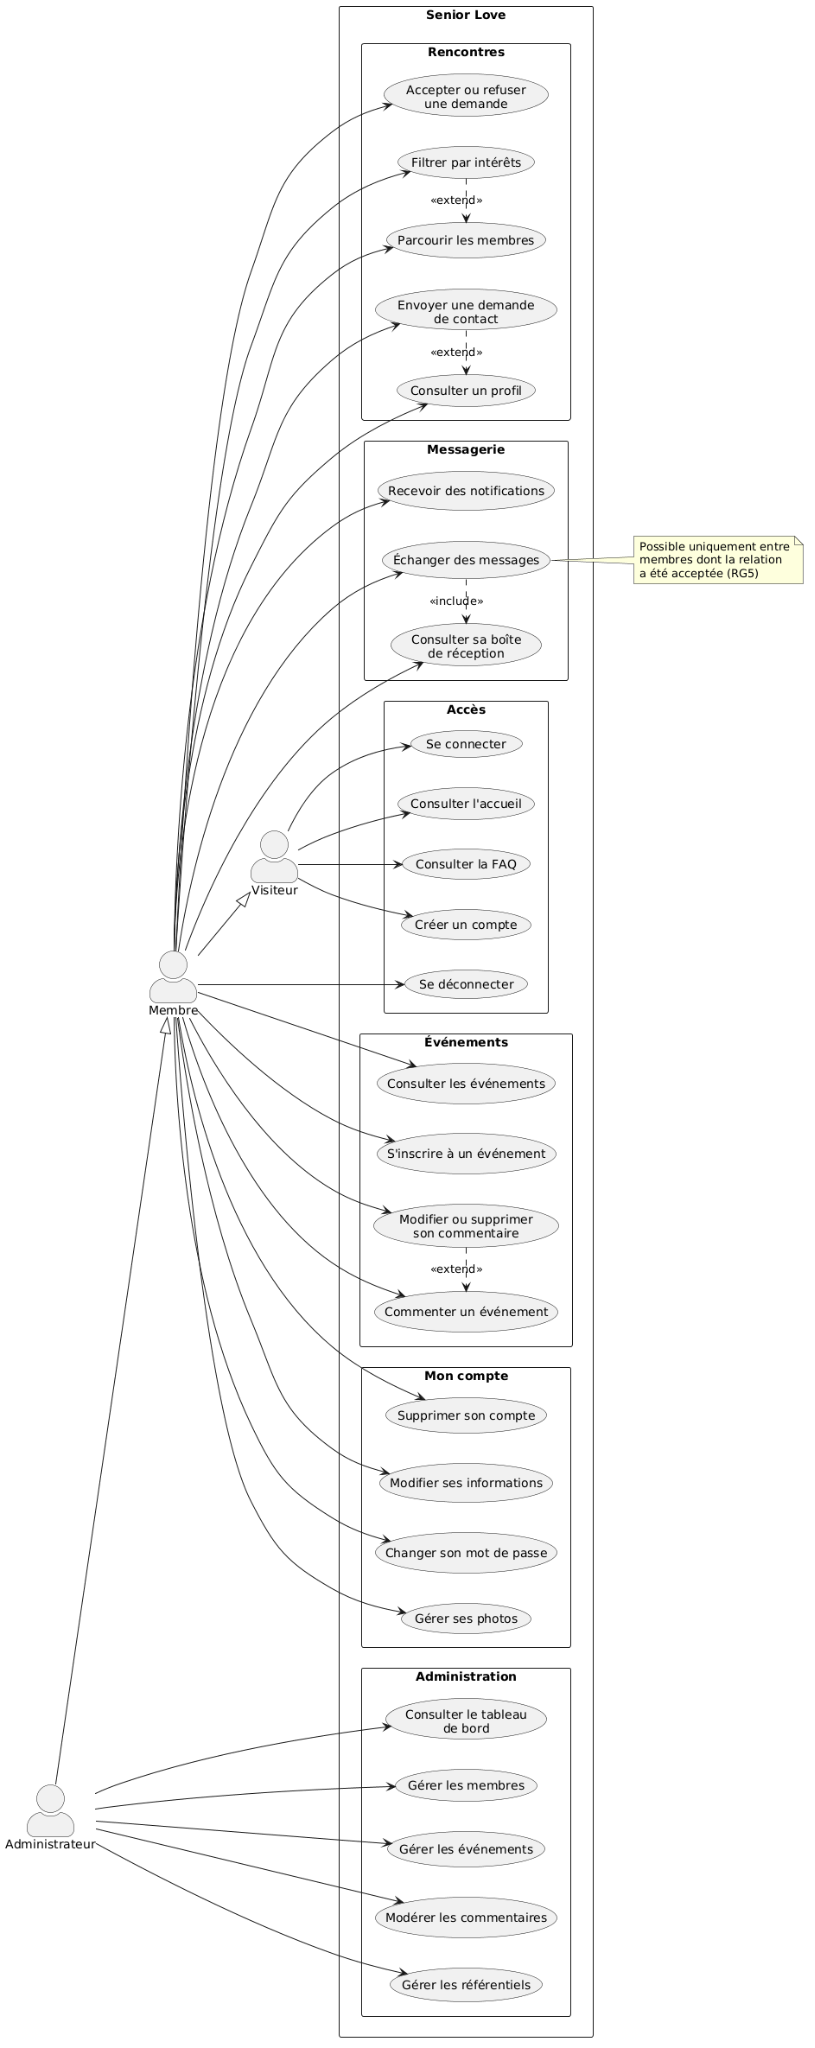 Senior Love
Rencontres
Accepter ou refuser
une demande
Filtrer par intérêts
«extend»
Parcourir les membres
Envoyer une demande
de contact
«extend»
Consulter un profil
Messagerie
Recevoir des notifications
Échanger des messages
Possible uniquement entre
membres dont la relation
a été acceptée (RG5)
«include»
Consulter sa boîte
de réception
Accès
Se connecter
Consulter l'accueil
Consulter la FAQ
Visiteur
Créer un compte
Se déconnecter
Membre
Événements
Consulter les événements
S'inscrire à un événement
Modifier ou supprimer
son commentaire
«extend»
Commenter un événement
Mon compte
Supprimer son compte
Modifier ses informations
Changer son mot de passe
Gérer ses photos
Administration
Consulter le tableau
de bord
Gérer les membres
Administrateur
Gérer les événements
Modérer les commentaires
Gérer les référentiels